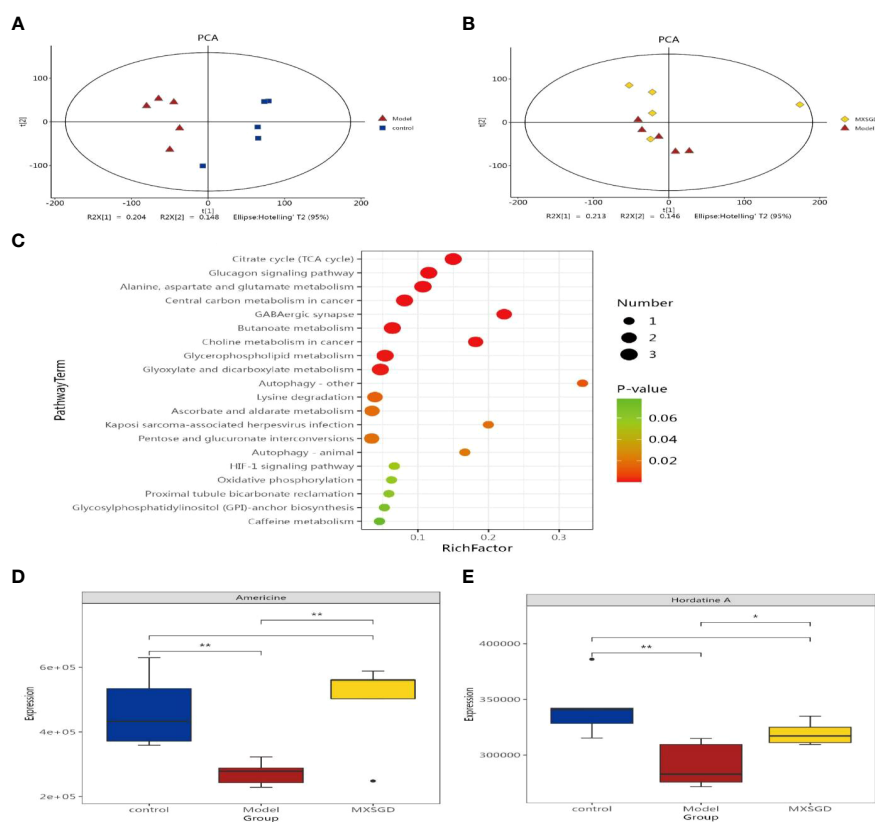 A
PCA
100
0
-100
t[2]
-200
-100
0
100
200
t[1]
R2X[1] = 0.204 R2X[2] = 0.148 Ellipse:Hotelling' T2 (95%)
Model
control
B
PCA
100
0
-100
t[2]
-200
-100
0
100
200
t[1]
R2X[1] = 0.213 R2X[2] = 0.146 Ellipse:Hotelling' T2 (95%)
MXSGD
Model
C
PathwayTerm
Citrate cycle (TCA cycle)
Glucagon signaling pathway
Alanine, aspartate and glutamate metabolism
Central carbon metabolism in cancer
GABAergic synapse
Butanoate metabolism
Choline metabolism in cancer
Glycerophospholipid metabolism
Glyoxylate and dicarboxylate metabolism
Autophagy - other
Lysine degradation
Ascorbate and aldarate metabolism
Kaposi sarcoma-associated herpesvirus infection
Pentose and glucuronate interconversions
Autophagy - animal
HIF-1 signaling pathway
Oxidative phosphorylation
Proximal tubule bicarbonate reclamation
Glycosylphosphatidylinositol (GPI)-anchor biosynthesis
Caffeine metabolism
0.1
0.2
0.3
RichFactor
Number
1
2
3
P-value
0.06
0.04
0.02
D
Americine
**
**
6e+05
4e+05
2e+05
Expression
control
Model
MXSGD
Group
E
Hordatine A
*
**
400000
350000
300000
Expression
control
Model
MXSGD
Group